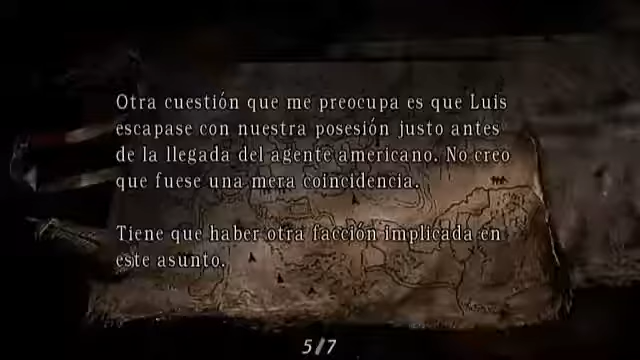 Otra cuestión que me preocupa es que Luis
escapase con nuestra posesión justo antes
de la llegada del agente americano. No creo
que fuese una mera coincidencia.
Tiene que haber otra facción implicada en
este asunto.
5/7